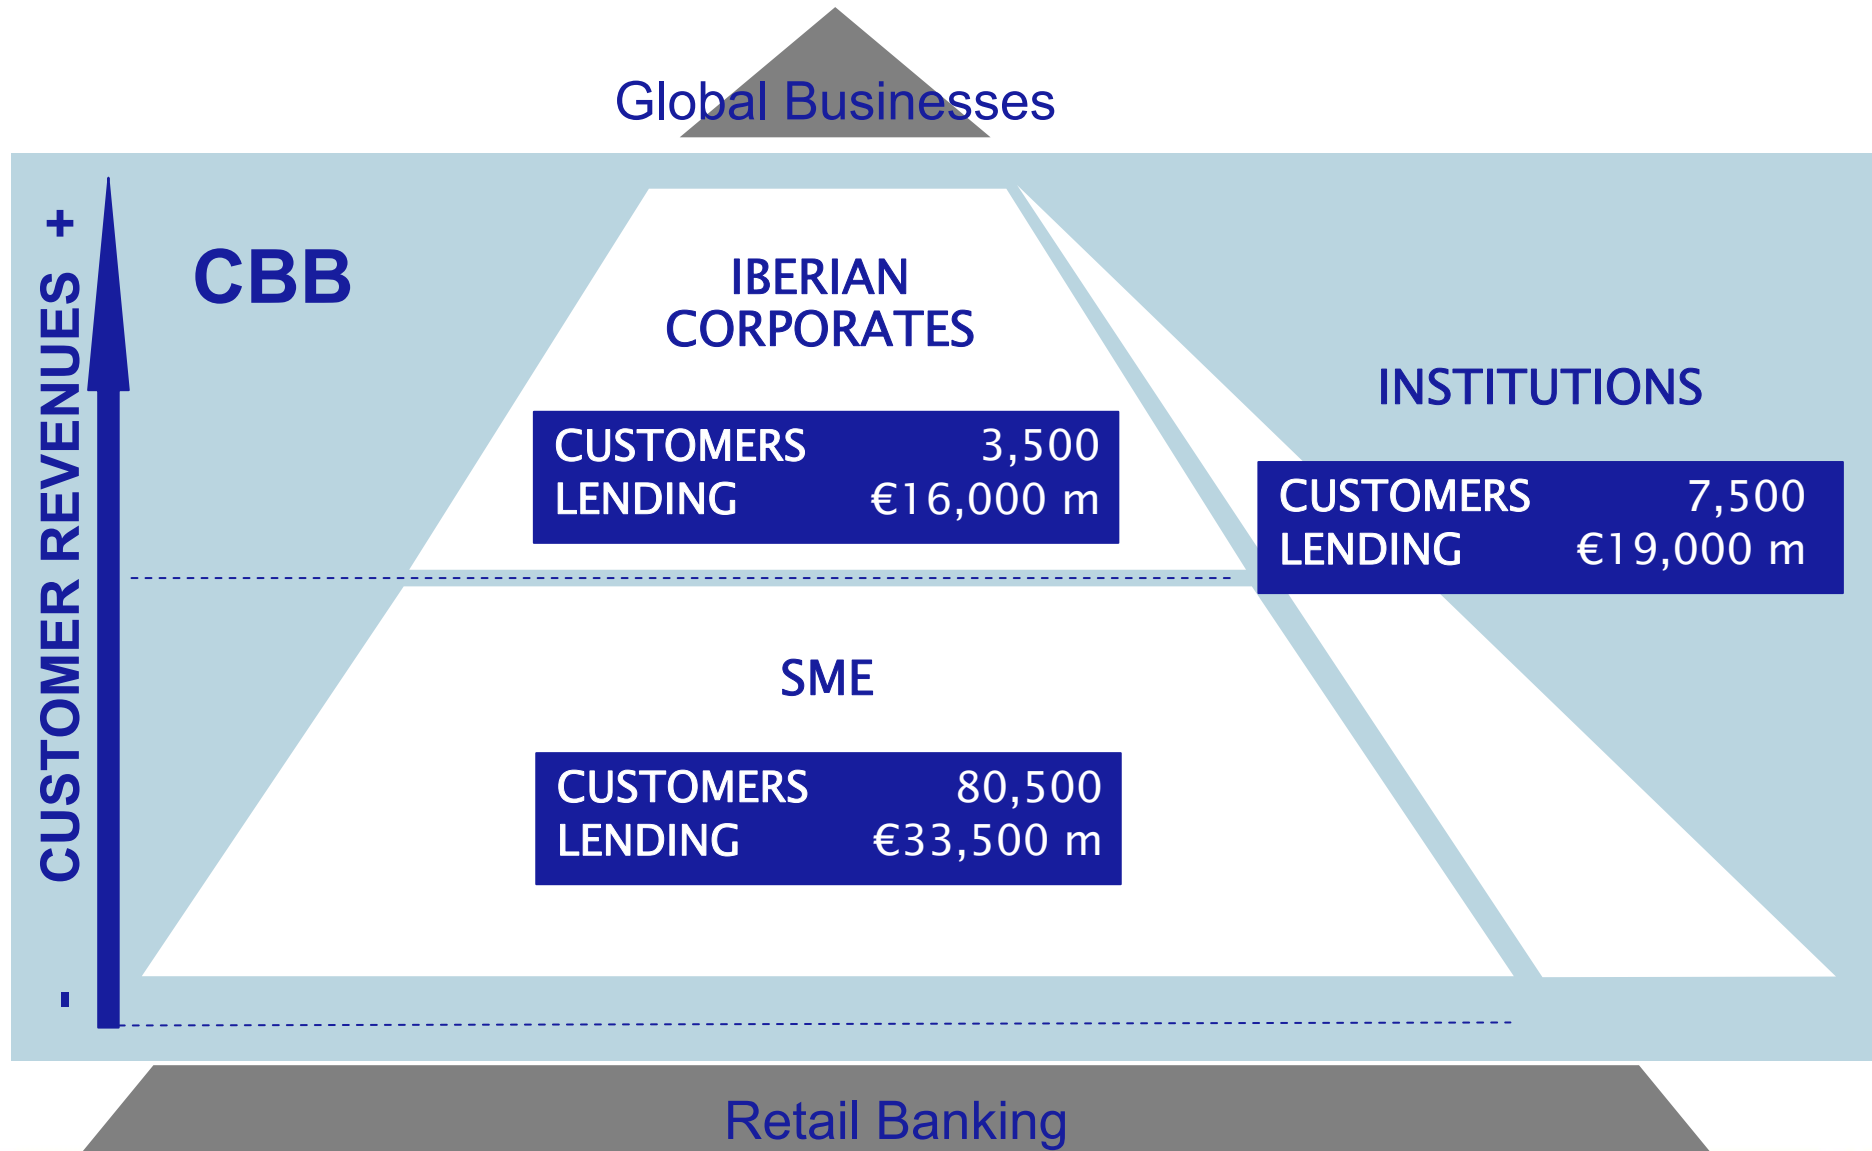 Global Businesses
- CUSTOMER REVENUES +
CBB
IBERIAN
CORPORATES
CUSTOMERS 3,500
LENDING €16,000 m
INSTITUTIONS
CUSTOMERS 7,500
LENDING €19,000 m
SME
CUSTOMERS 80,500
LENDING €33,500 m
Retail Banking